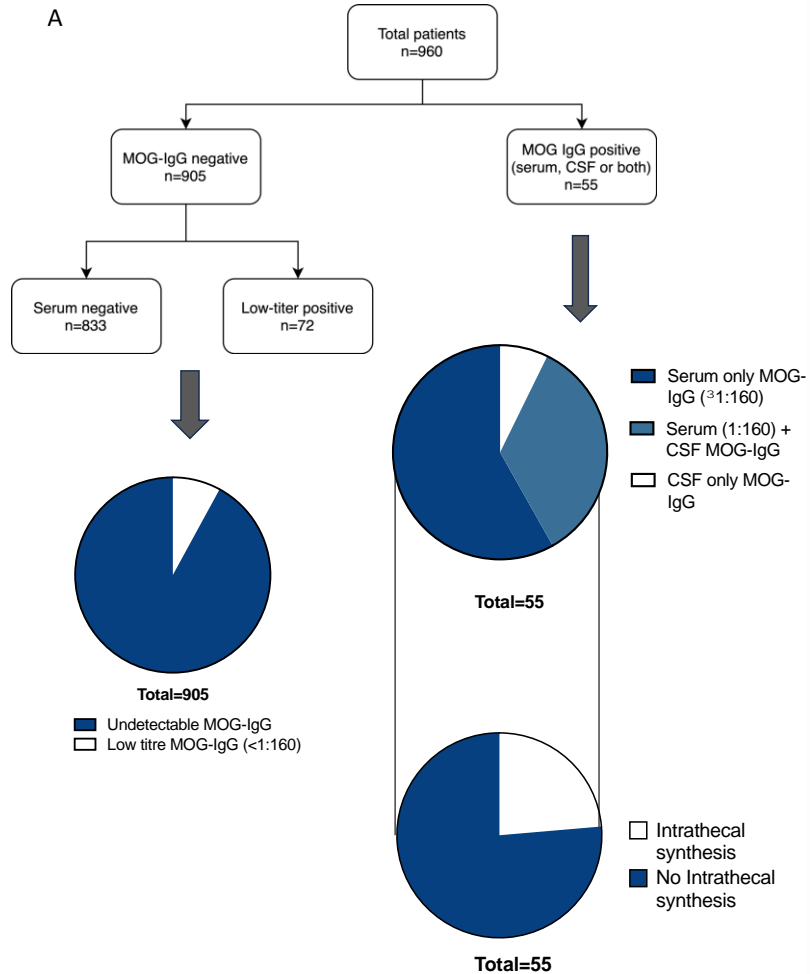 A
Total patients
n=960
MOG-IgG negative
n=905
MOG IgG positive
(serum, CSF or both)
n=55
Serum negative
n=833
Low-titer positive
n=72
Serum only MOG-
IgG (³1:160)
Serum (1:160) +
CSF MOG-IgG
CSF only MOG-
IgG
Total=55
Total=905
Undetectable MOG-IgG
Low titre MOG-IgG (<1:160)
Intrathecal
synthesis
No Intrathecal
synthesis
Total=55